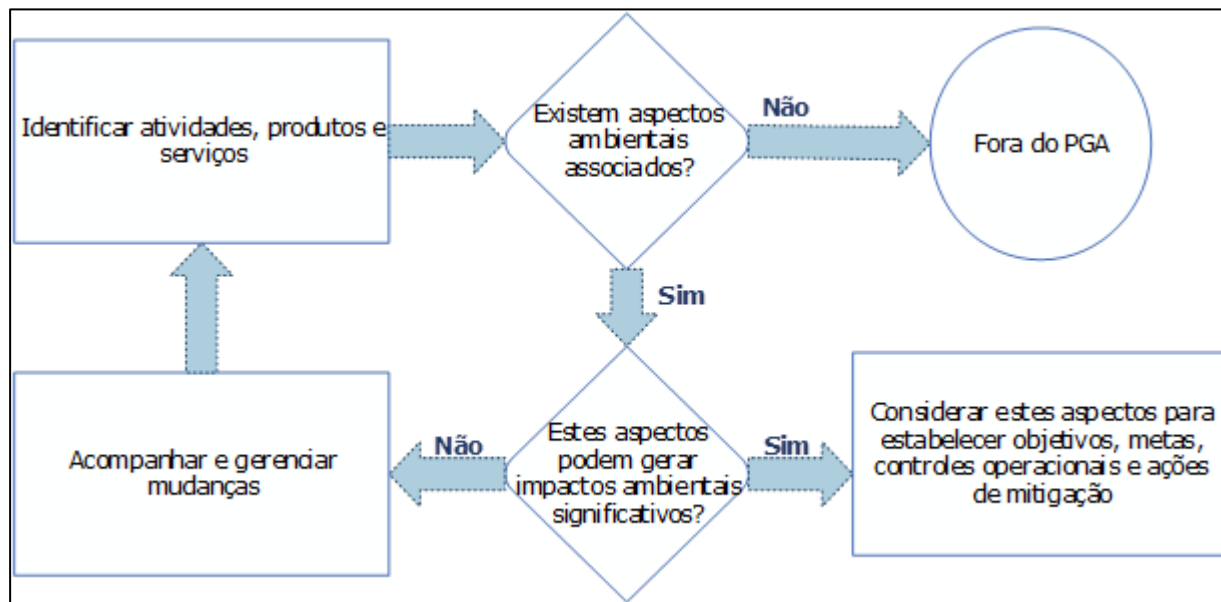 Identificar atividades, produtos e
serviços
Existem aspectos
ambientais
associados?
Não
Fora do PGA
Sim
Acompanhar e gerenciar
mudanças
Não
Estes aspectos
podem gerar
impactos ambientais
significativos?
Sim
Considerar estes aspectos para
estabelecer objetivos, metas,
controles operacionais e ações
de mitigação